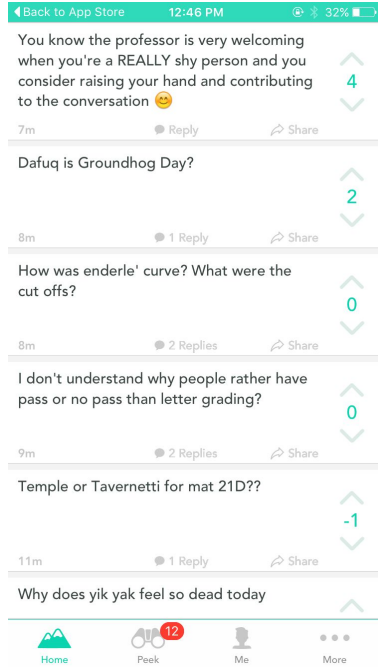 Back to App Store 12:46 PM 32%
You know the professor is very welcoming
when you're a REALLY shy person and you
consider raising your hand and contributing
to the conversation 😊
4
7m Reply Share
Dafuq is Groundhog Day?
2
8m 1 Reply Share
How was enderle' curve? What were the
cut offs?
0
8m 2 Replies Share
I don't understand why people rather have
pass or no pass than letter grading?
0
9m 2 Replies Share
Temple or Tavernetti for mat 21D??
-1
11m 1 Reply Share
Why does yik yak feel so dead today
12
Home Peek Me More